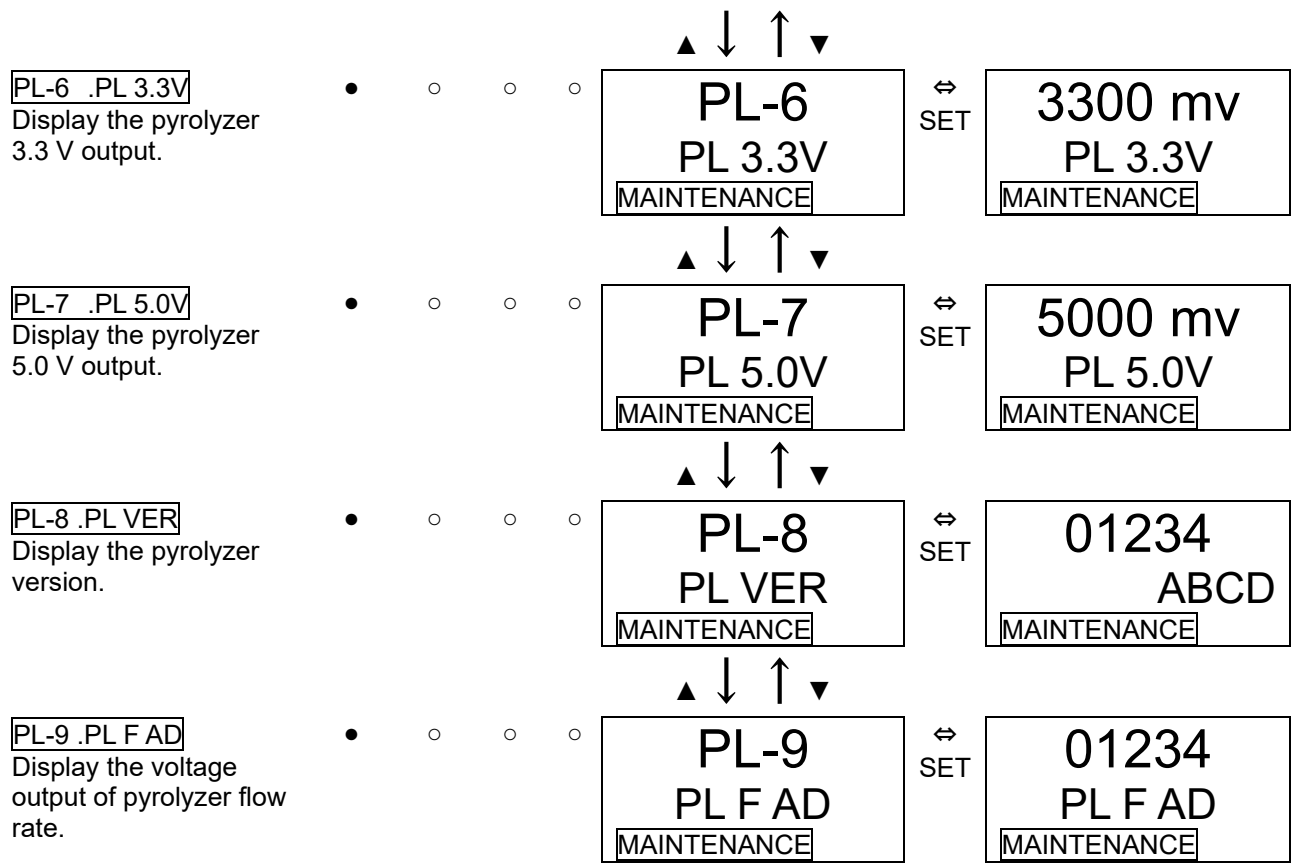 ▲ ↓ ↑ ▼
PL-6 .PL 3.3V
Display the pyrolyzer
3.3 V output.
● ○ ○ ○
PL-6
PL 3.3V
MAINTENANCE
⇔
SET
3300 mv
PL 3.3V
MAINTENANCE
▲ ↓ ↑ ▼
PL-7 .PL 5.0V
Display the pyrolyzer
5.0 V output.
● ○ ○ ○
PL-7
PL 5.0V
MAINTENANCE
⇔
SET
5000 mv
PL 5.0V
MAINTENANCE
▲ ↓ ↑ ▼
PL-8 .PL VER
Display the pyrolyzer
version.
● ○ ○ ○
PL-8
PL VER
MAINTENANCE
⇔
SET
01234
ABCD
MAINTENANCE
▲ ↓ ↑ ▼
PL-9 .PL F AD
Display the voltage
output of pyrolyzer flow
rate.
● ○ ○ ○
PL-9
PL F AD
MAINTENANCE
⇔
SET
01234
PL F AD
MAINTENANCE